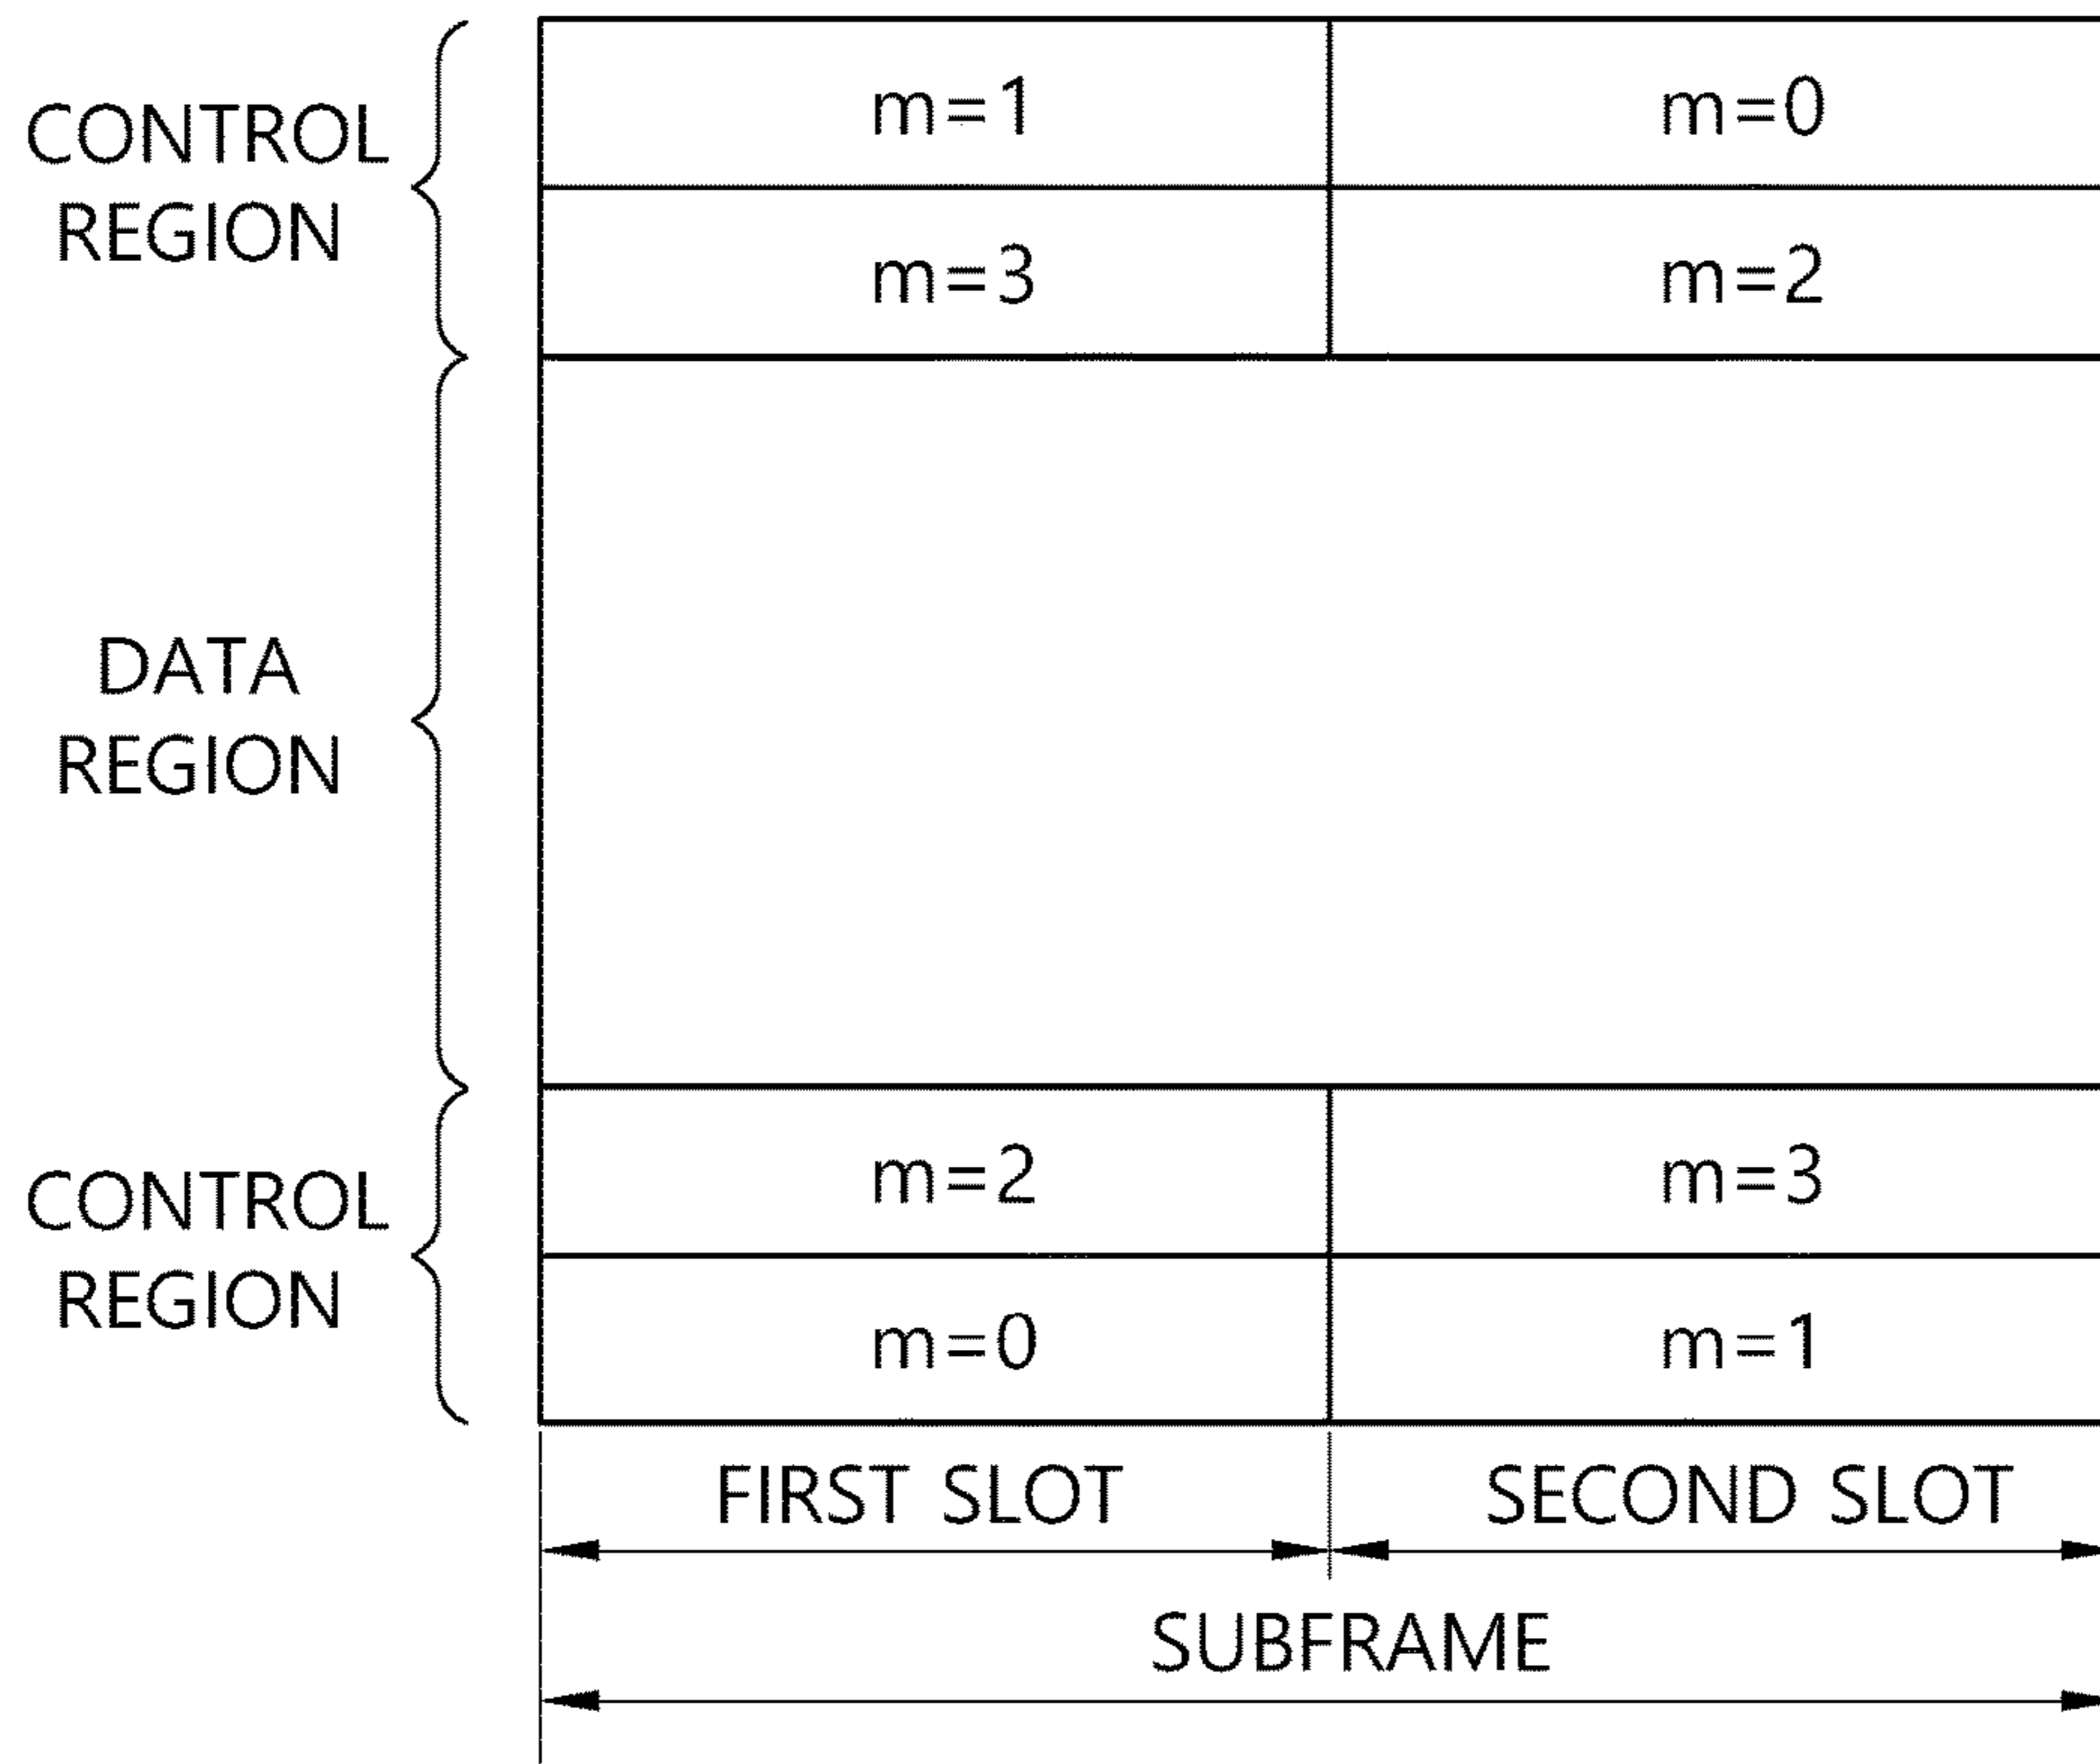 CONTROL
REGION
m=1
m=0
m=3
m=2
DATA
REGION
CONTROL
REGION
m=2
m=3
m=0
m=1
FIRST SLOT
SECOND SLOT
SUBFRAME